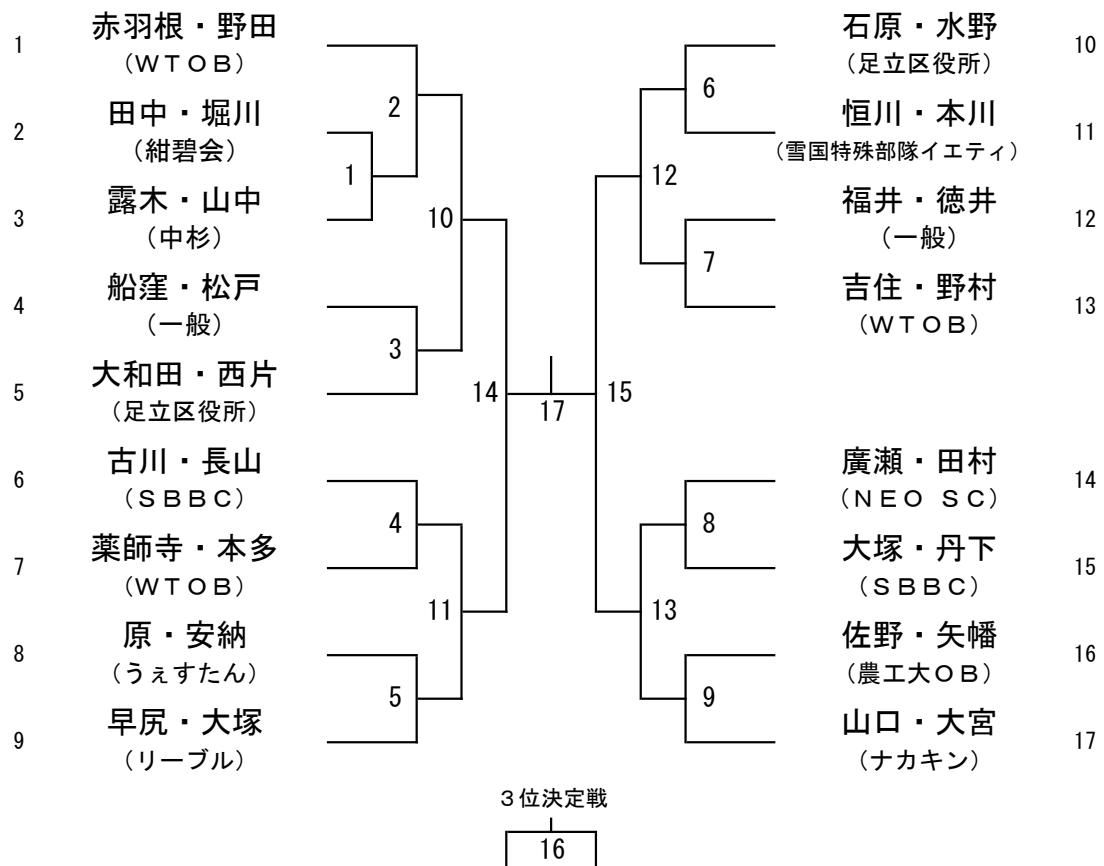 1 赤羽根・野田
(WTOB)
2 田中・堀川
(紺碧会)
3 露木・山中
(中杉)
4 船窪・松戸
(一般)
5 大和田・西片
(足立区役所)
6 古川・長山
(SBBC)
7 薬師寺・本多
(WTOB)
8 原・安納
(うぇすたん)
9 早尻・大塚
(リーブル)
2
1
10
3
14
4
11
5
17
15
6
12
7
8
13
9
石原・水野 10
(足立区役所)
恒川・本川 11
(雪国特殊部隊イエティ)
福井・徳井 12
(一般)
吉住・野村 13
(WTOB)
廣瀬・田村 14
(NEO SC)
大塚・丹下 15
(SBBC)
佐野・矢幡 16
(農工大OB)
山口・大宮 17
(ナカキン)
3位決定戦
16